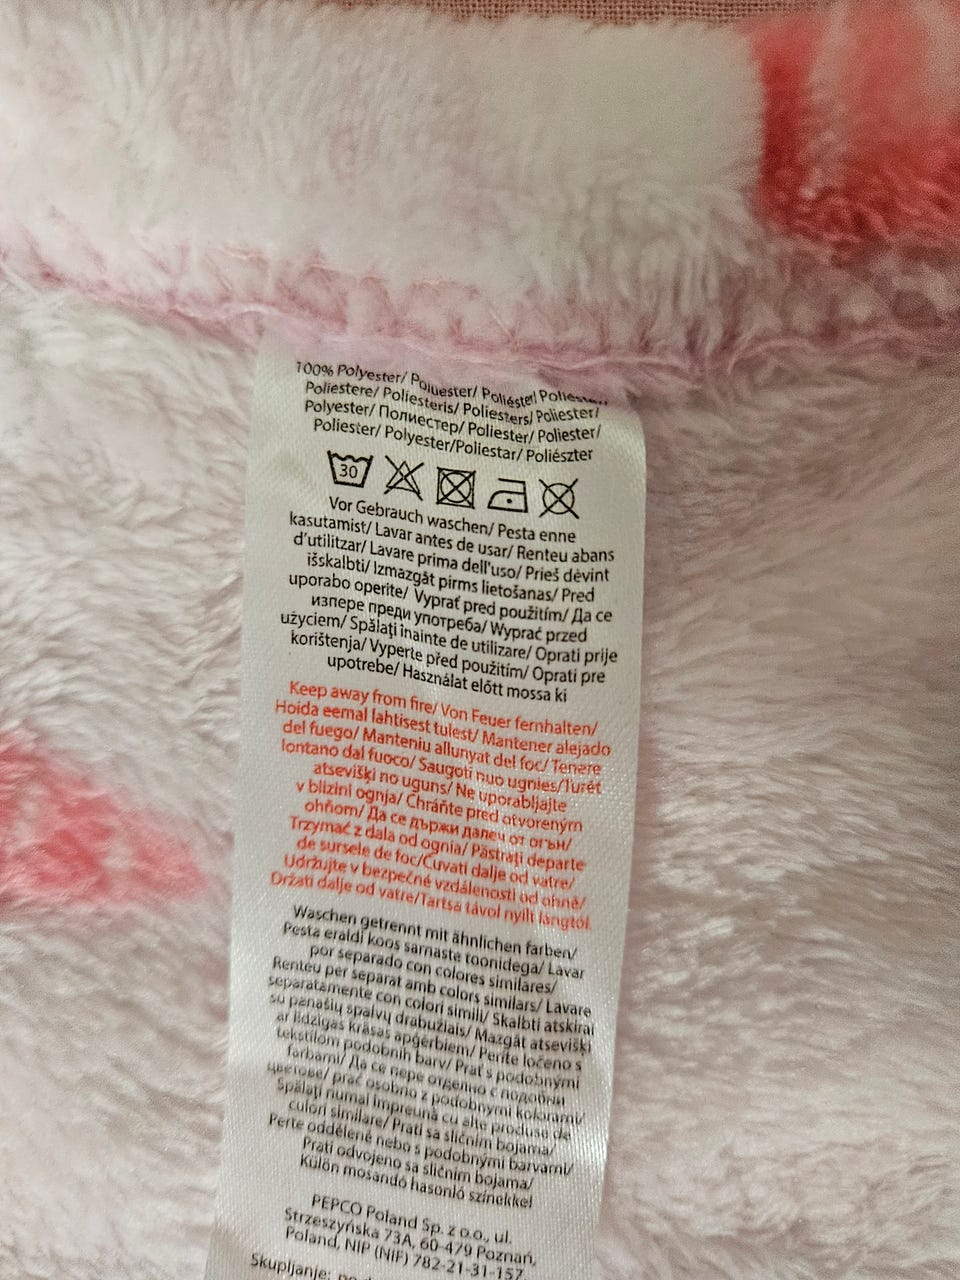 100% Polyester/ Poliuester/ Poliéster/
Poliestere/ Poliesteris/ Poliesters/ Poliester/
Polyester/ Полиестер/ Poliester/ Poliester/
Poliester/ Polyester/Poliestar/ Poliészter
30
Vor Gebrauch waschen/ Pesta enne
kasutamist/ Lavar antes de usar/ Renteu abans
d'utilitzar/ Lavare prima dell'uso/ Prieš dėvint
išskalbti/ Izmazgāt pirms lietošanas/ Pred
uporabo operite/ Vyprať pred použitím/ Да се
изпере преди употреба/ Wyprać przed
użyciem/ Spălați înainte de utilizare/ Oprati prije
korištenja/ Vyperte před použitím/ Oprati pre
upotrebe/ Használat előtt mossa ki
Keep away from fire/ Von Feuer fernhalten/
Hoida eemal lahtisest tulest/ Mantener alejado
del fuego/ Manteniu allunyat del foc/ Tenere
lontano dal fuoco/ Saugoti nuo ugnies/Turēt
atsevišķi no uguns/ Ne uporabljajte
v bližini ognja/ Chráňte pred otvoreným
ohňom/ Да се държи далеч от огън/
Trzymać z dala od ognia/ Păstrați departe
de sursele de foc/Čuvati dalje od vatre/
Udržujte v bezpečné vzdálenosti od ohně/
Držati dalje od vatre/Tartsa távol nyílt lángtól
Waschen getrennt mit ähnlichen farben/
Pesta eraldi koos sarnaste toonidega/ Lavar
por separado con colores similares/
Renteu per separat amb colors similars/ Lavare
separatamente con colori simili/ Skalbti atskirai
su panašių spalvų drabužiais/ Mazgāt atsevišķi
ar līdzīgas krāsas apģērbiem/ Perite ločeno s
tekstilom podobnih barv/ Prať s podobnými
farbami/ Да се пере отделно с подобни
цветове/ prać osobno z podobnymi kolorami/
Spălați numai împreună cu alte produse de
culori similare/ Prati sa sličnim bojama/
Perte odděleně nebo s podobnými barvami/
Prati odvojeno sa sličnim bojama/
Külön mosandó hasonló színekkel
PEPCO Poland Sp. z o.o., ul.
Strzeszyńska 73A, 60-479 Poznań,
Poland, NIP (NIF) 782-21-31-157
Skupljanje: